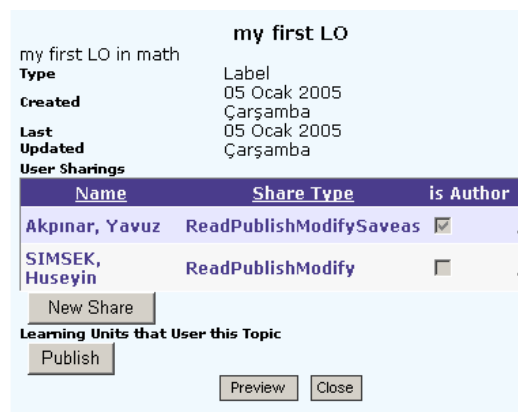 my first LO
my first LO in math
Type Label
Created 05 Ocak 2005 Çarşamba
Last Updated 05 Ocak 2005 Çarşamba
User Sharings
Name Share Type is Author
Akpınar, Yavuz ReadPublishModifySaveas
SIMSEK, Huseyin ReadPublishModify
New Share
Learning Units that User this Topic
Publish
Preview Close